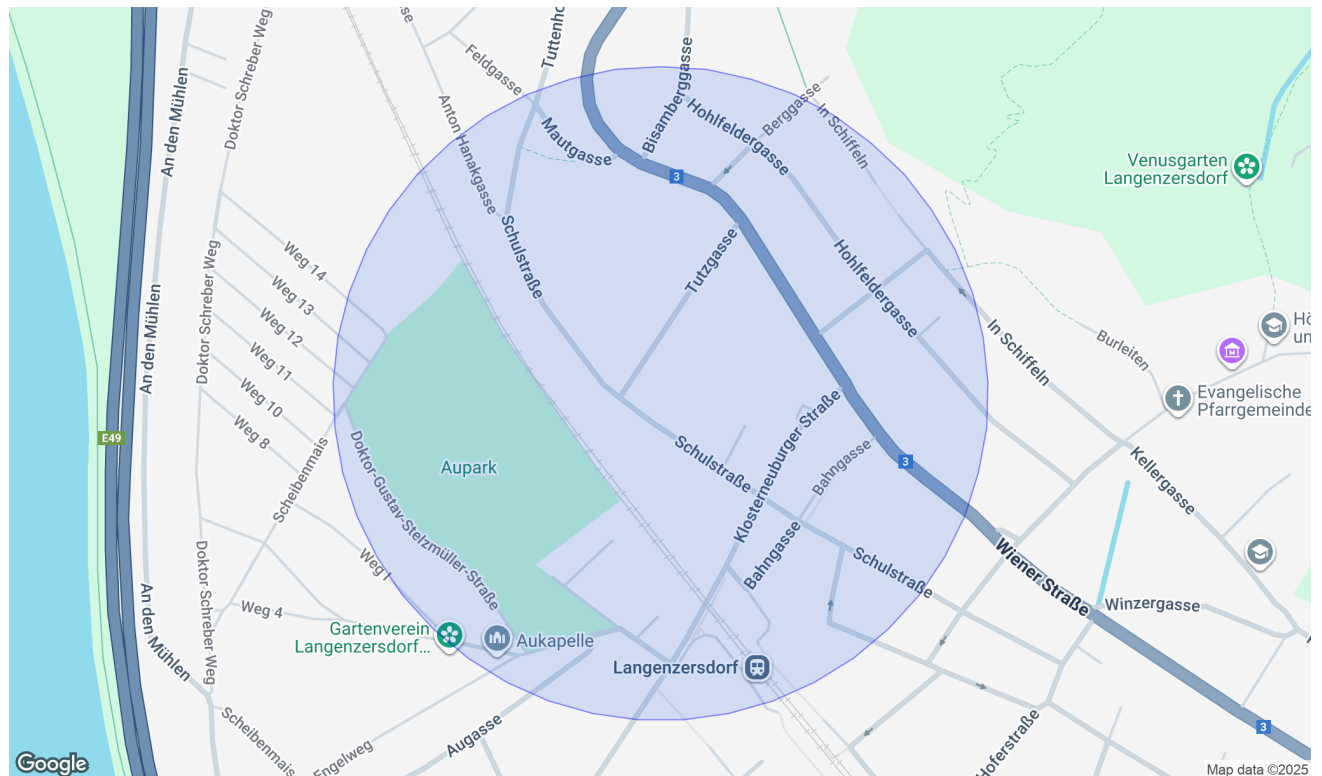 Doktor Schreber Weg
An den Mühlen
Feldgasse
Anton Hanakgasse
Mautgasse
Bisamberggasse
Hohlfeldergasse
Berggasse
In Schiffeln
3
Venusgarten
Langenzersdorf
Schulstraße
Tutzgasse
Hohlfeldergasse
Weg 14
Weg 13
Weg 12
Weg 11
Weg 10
Weg 8
Doktor Schreber Weg
An den Mühlen
In Schiffeln
Burleiten
Evangelische
Pfarrgemeinde
E49
Scheibenmais
Aupark
Doktor-Gustav-Stelzmüller-Straße
Schulstraße
Klosterneuburger Straße
Bahngasse
3
Kellergasse
Weg I
Weg 4
Doktor Schreber Weg
An den Mühlen
Gartenverein
Langenzersdorf...
Aukapelle
Bahngasse
Schulstraße
Wiener Straße
Winzergasse
Langenzersdorf
Scheibenmais
Engelweg
Augasse
Hoferstraße
3
Google
Map data ©2025